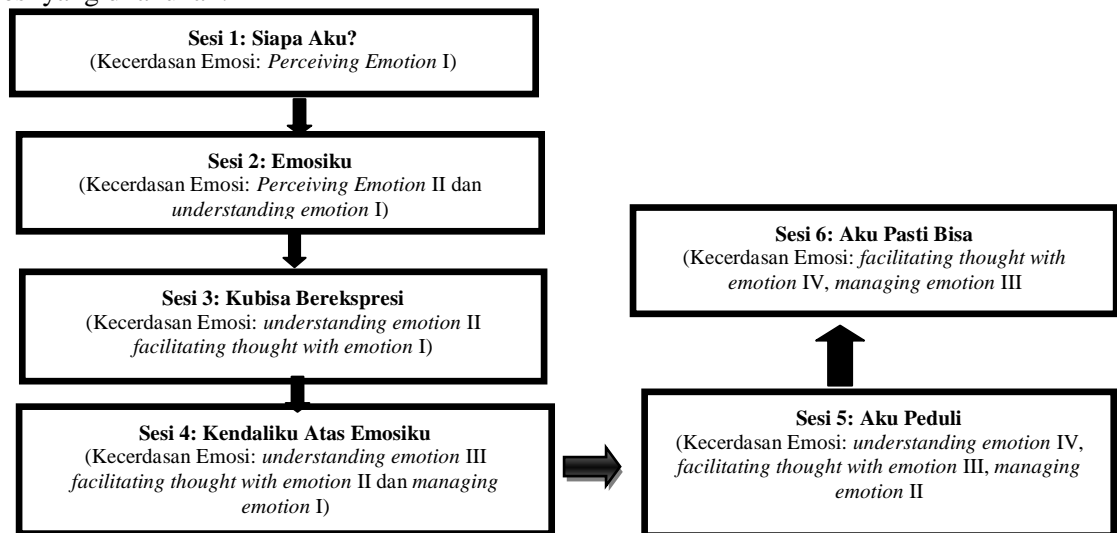 yang
Sesi 1: Siapa Aku?
(Kecerdasan Emosi: Perceiving Emotion I)
Sesi 2: Emosiku
(Kecerdasan Emosi: Perceiving Emotion II dan
understanding emotion I)
Sesi 3: Kubisa Berekspresi
(Kecerdasan Emosi: understanding emotion II
facilitating thought with emotion I)
Sesi 4: Kendaliku Atas Emosiku
(Kecerdasan Emosi: understanding emotion III
facilitating thought with emotion II dan managing
emotion I)
Sesi 5: Aku Peduli
(Kecerdasan Emosi: understanding emotion IV,
facilitating thought with emotion III, managing
emotion II
Sesi 6: Aku Pasti Bisa
(Kecerdasan Emosi: facilitating thought with
emotion IV, managing emotion III